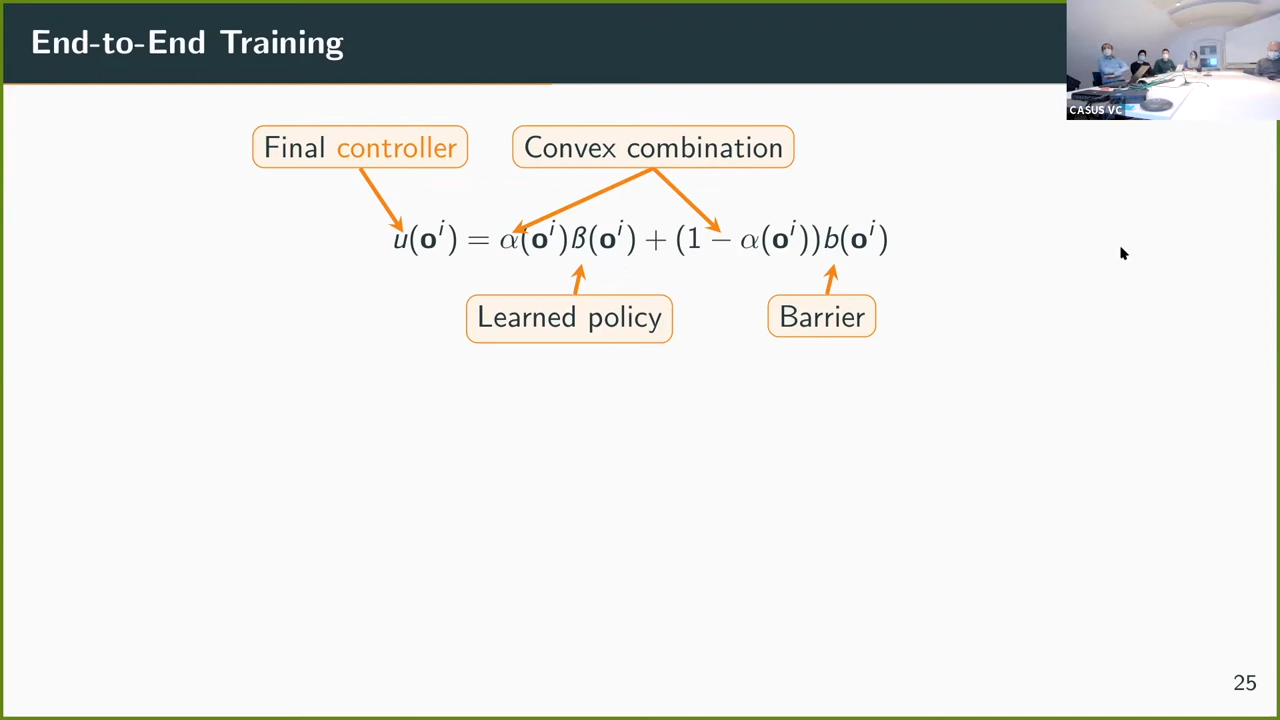 End-to-End Training
CASUS VC
Final controller
Convex combination
u(oⁱ) = α(oⁱ)ß(oⁱ) + (1 − α(oⁱ))b(oⁱ)
Learned policy
Barrier
25